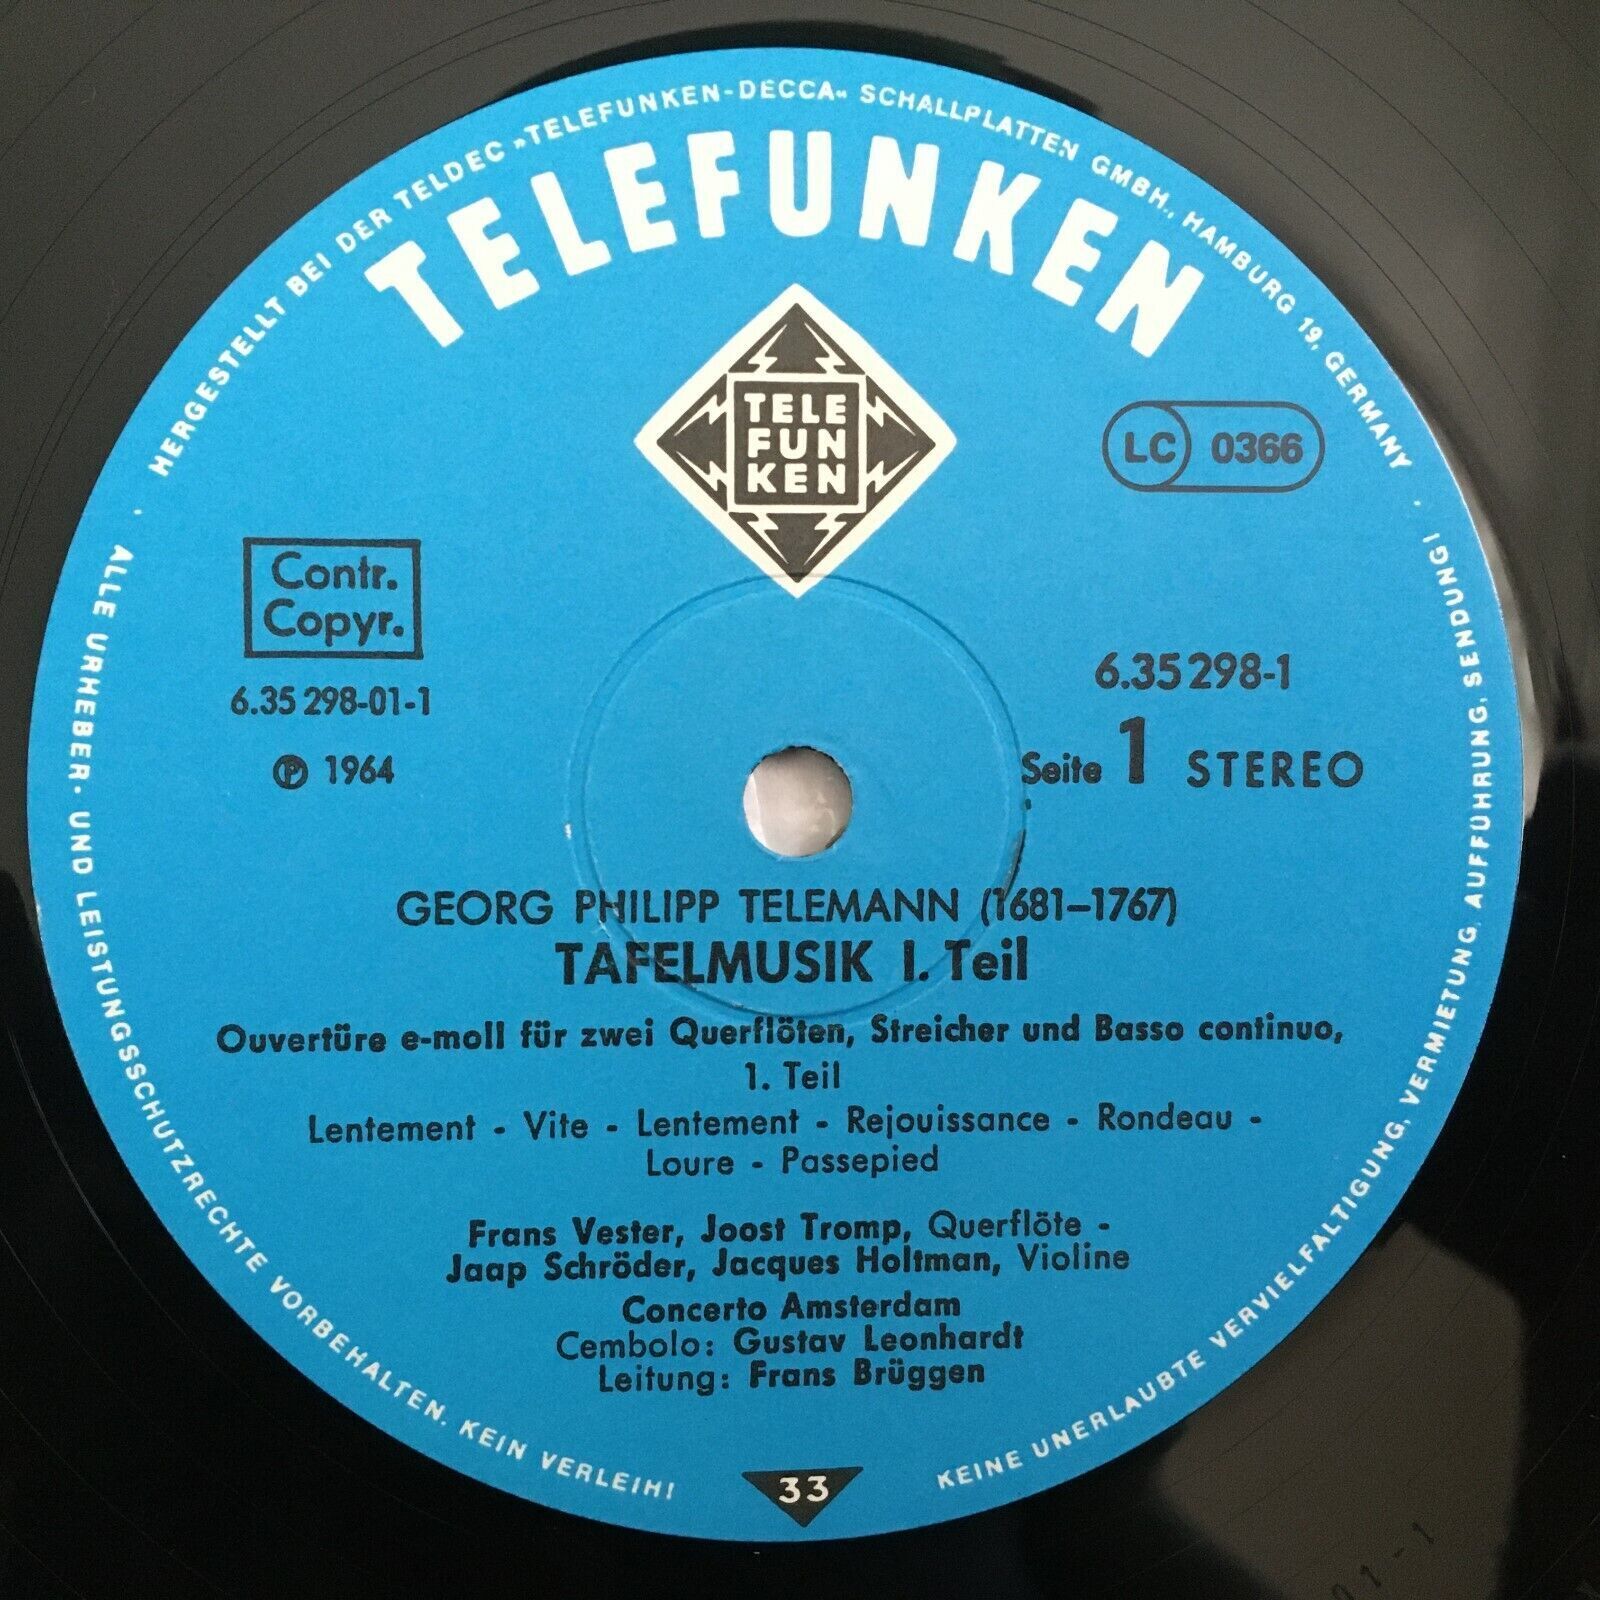 HERGESTELLT BEI DER TELDEC »TELEFUNKEN-DECCA« SCHALLPLATTEN GMBH., HAMBURG 19, GERMANY
TELEFUNKEN
TELE
FUN
KEN
LC 0366
Contr.
Copyr.
6.35 298-01-1
℗ 1964
6.35 298-1
Seite 1 STEREO
GEORG PHILIPP TELEMANN (1681–1767)
TAFELMUSIK I. Teil
Ouvertüre e-moll für zwei Querflöten, Streicher und Basso continuo,
1. Teil
Lentement - Vite - Lentement - Rejouissance - Rondeau -
Loure - Passepied
Frans Vester, Joost Tromp, Querflöte -
Jaap Schröder, Jacques Holtman, Violine
Concerto Amsterdam
Cembolo: Gustav Leonhardt
Leitung: Frans Brüggen
33
ALLE URHEBER- UND LEISTUNGSSCHUTZRECHTE VORBEHALTEN. KEIN VERLEIH!
KEINE UNERLAUBTE VERVIELFALTIGUNG, VERMIETUNG, AUFFÜHRUNG, SENDUNG!
01-1